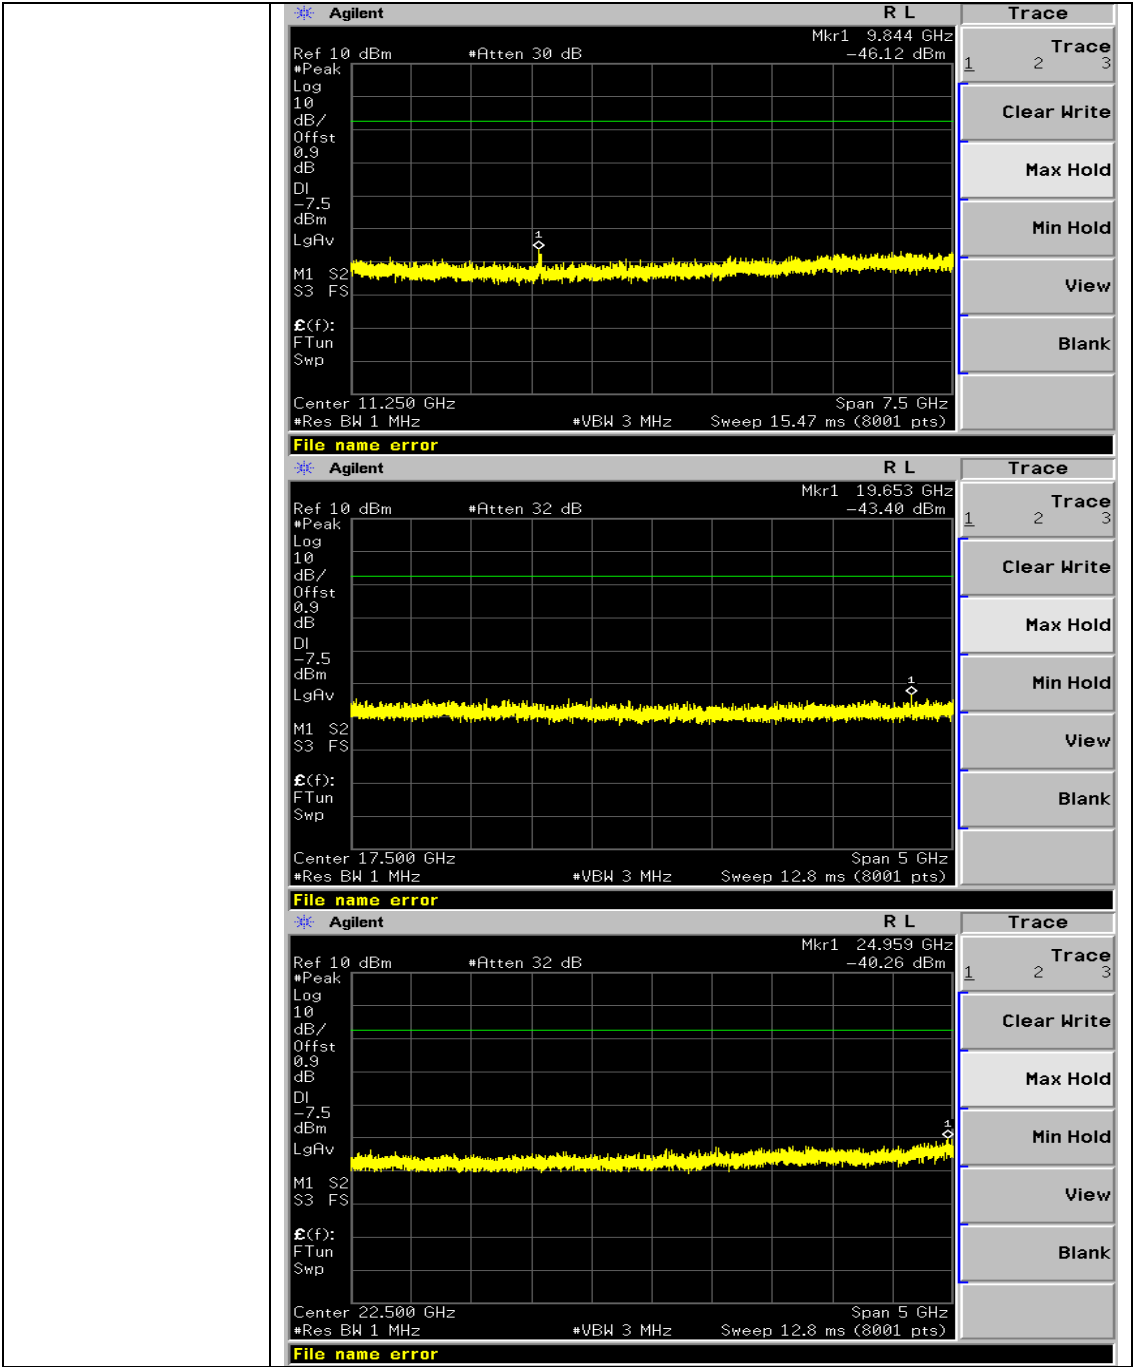 Agilent R L Trace
Mkr1 9.844 GHz
Ref 10 dBm #Atten 30 dB -46.12 dBm
#Peak
Log
10
dB/
Offst
0.9
dB
DI
-7.5
dBm
LgAv
M1 S2
S3 FS
£(f):
FTun
Swp
1
Center 11.250 GHz Span 7.5 GHz
#Res BW 1 MHz #VBW 3 MHz Sweep 15.47 ms (8001 pts)
File name error
Trace
1 2 3
Clear Write
Max Hold
Min Hold
View
Blank
Agilent R L Trace
Mkr1 19.653 GHz
Ref 10 dBm #Atten 32 dB -43.40 dBm
#Peak
Log
10
dB/
Offst
0.9
dB
DI
-7.5
dBm
LgAv
M1 S2
S3 FS
£(f):
FTun
Swp
1
Center 17.500 GHz Span 5 GHz
#Res BW 1 MHz #VBW 3 MHz Sweep 12.8 ms (8001 pts)
File name error
Trace
1 2 3
Clear Write
Max Hold
Min Hold
View
Blank
Agilent R L Trace
Mkr1 24.959 GHz
Ref 10 dBm #Atten 32 dB -40.26 dBm
#Peak
Log
10
dB/
Offst
0.9
dB
DI
-7.5
dBm
LgAv
M1 S2
S3 FS
£(f):
FTun
Swp
1
Center 22.500 GHz Span 5 GHz
#Res BW 1 MHz #VBW 3 MHz Sweep 12.8 ms (8001 pts)
File name error
Trace
1 2 3
Clear Write
Max Hold
Min Hold
View
Blank